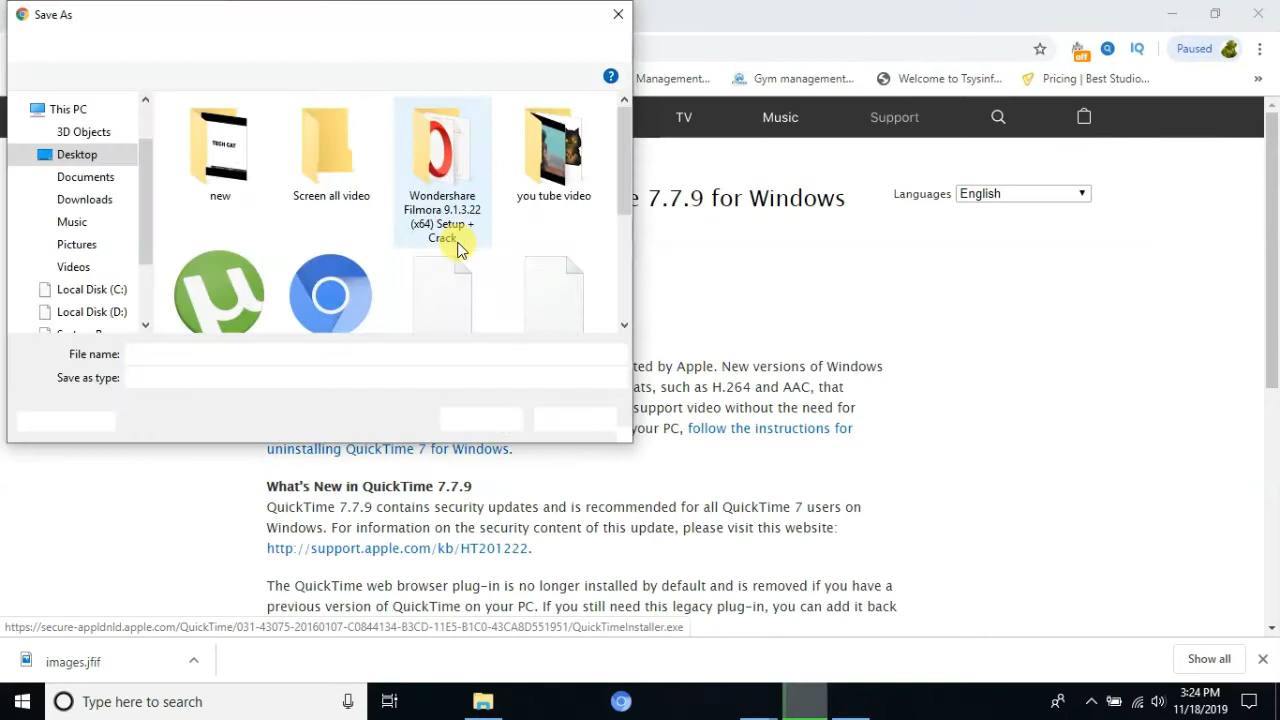 Save As
Paused
off
IQ
Management...
Gym management...
Welcome to Tsysinf...
Pricing | Best Studio...
»
This PC
3D Objects
Desktop
Documents
Downloads
Music
Pictures
Videos
Local Disk (C:)
Local Disk (D:)
TECH CAT
new
Screen all video
Wondershare
Filmora 9.1.3.22
(x64) Setup +
Crack
you tube video
File name:
Save as type:
TV
Music
Support
7.7.9 for Windows
Languages
English
ted by Apple. New versions of Windows
ats, such as H.264 and AAC, that
support video without the need for
your PC, follow the instructions for
uninstalling QuickTime 7 for Windows.
What's New in QuickTime 7.7.9
QuickTime 7.7.9 contains security updates and is recommended for all QuickTime 7 users on
Windows. For information on the security content of this update, please visit this website:
http://support.apple.com/kb/HT201222.
The QuickTime web browser plug-in is no longer installed by default and is removed if you have a
previous version of QuickTime on your PC. If you still need this legacy plug-in, you can add it back
https://secure-appldnld.apple.com/QuickTime/031-43075-20160107-C0844134-B3CD-11E5-B1C0-43CA8D551951/QuickTimeInstaller.exe
images.jfif
Show all
Type here to search
3:24 PM
11/18/2019